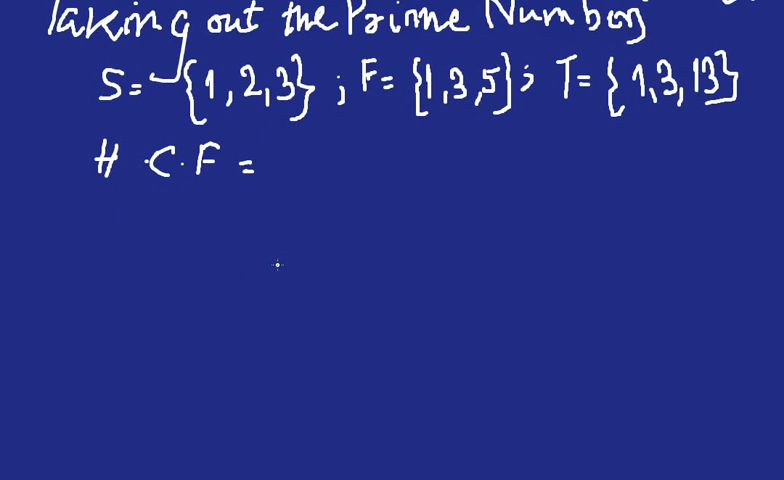 Taking out the Prime Numbers
S= {1,2,3} ; F= {1,3,5} ; T= {1,3,13}
H.C.F =